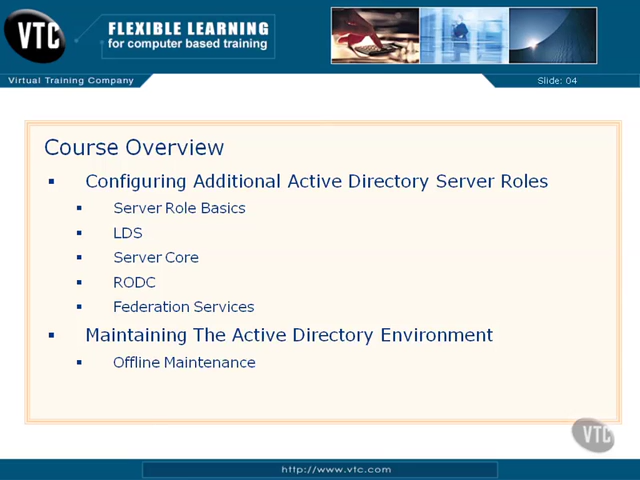 VTC
FLEXIBLE LEARNING
for computer based training
Virtual Training Company
Slide: 04
Course Overview
Configuring Additional Active Directory Server Roles
Server Role Basics
LDS
Server Core
RODC
Federation Services
Maintaining The Active Directory Environment
Offline Maintenance
VTC
http://www.vtc.com